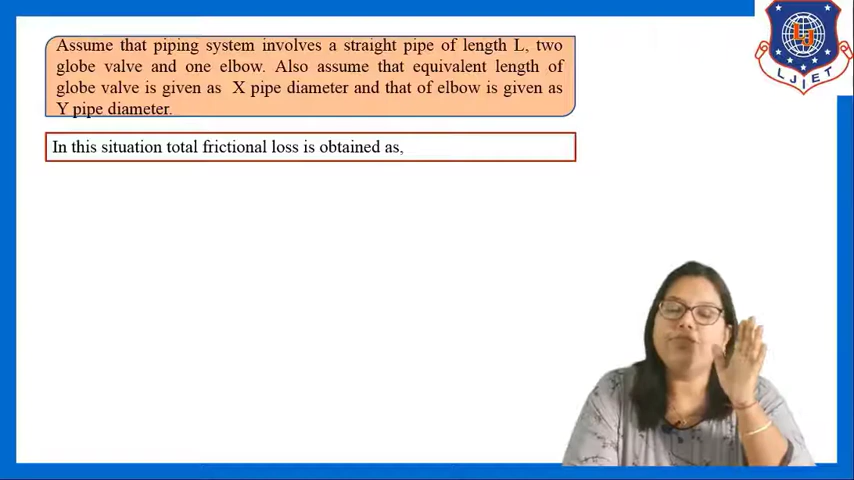 Assume that piping system involves a straight pipe of length L, two
globe valve and one elbow. Also assume that equivalent length of
globe valve is given as X pipe diameter and that of elbow is given as
Y pipe diameter.
In this situation total frictional loss is obtained as,
LJ
LJIET